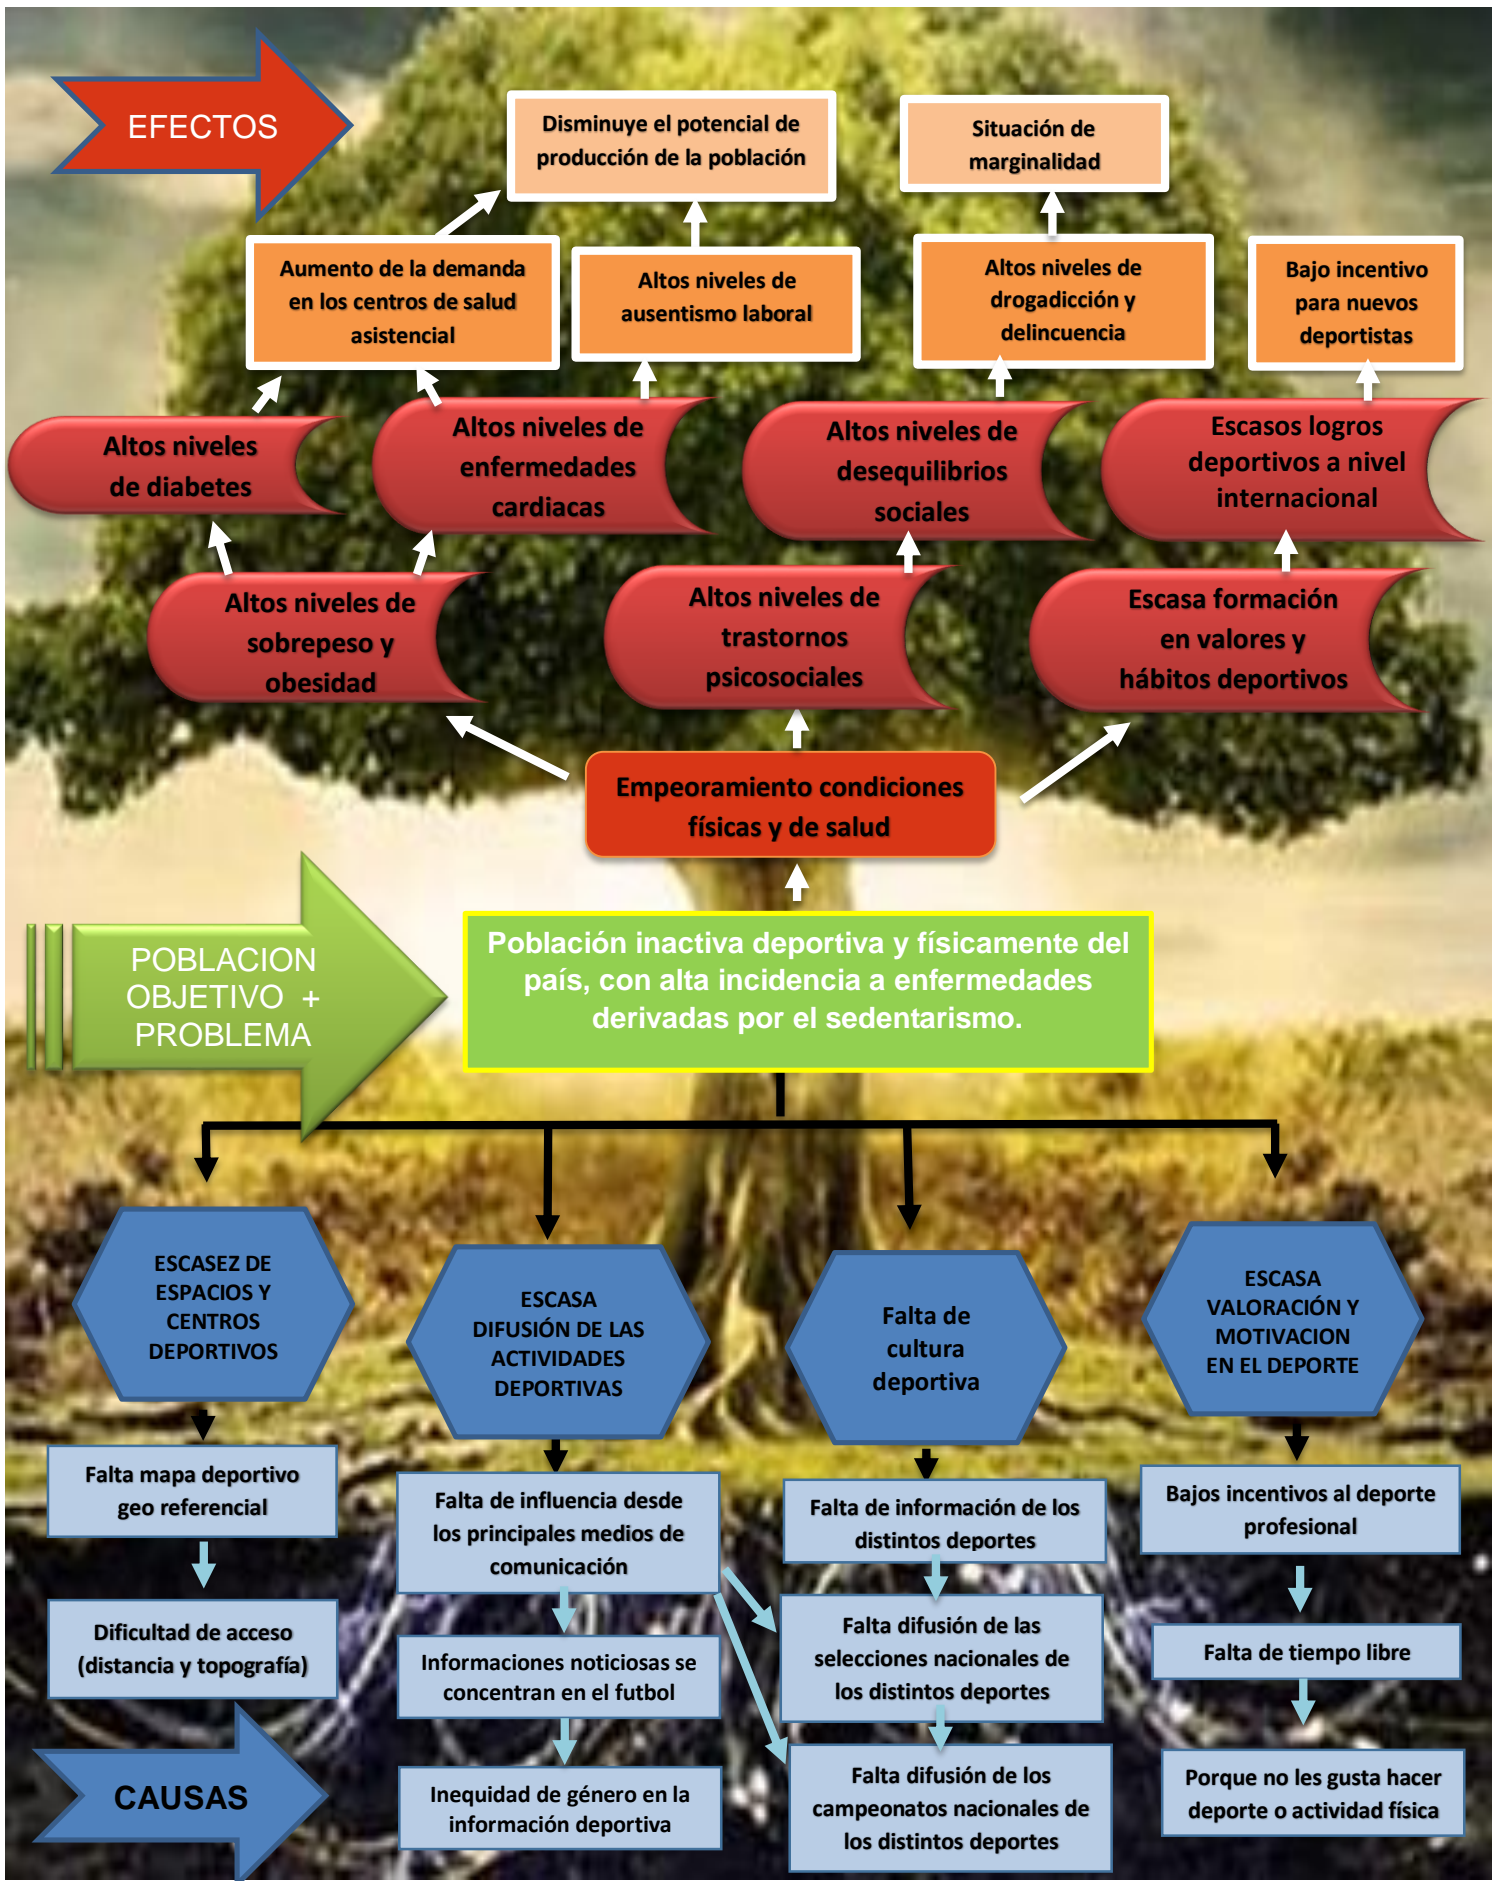 EFECTOS
Disminuye el potencial de
producción de la población
Situación de
marginalidad
Aumento de la demanda
en los centros de salud
asistencial
Altos niveles de
ausentismo laboral
Altos niveles de
drogadicción y
delincuencia
Bajo incentivo
para nuevos
deportistas
Altos niveles
de diabetes
Altos niveles de
enfermedades
cardiacas
Altos niveles de
desequilibrios
sociales
Escasos logros
deportivos a nivel
internacional
Altos niveles de
sobrepeso y
obesidad
Altos niveles de
trastornos
psicosociales
Escasa formación
en valores y
hábitos deportivos
Empeoramiento condiciones
físicas y de salud
POBLACION
OBJETIVO +
PROBLEMA
Población inactiva deportiva y físicamente del
país, con alta incidencia a enfermedades
derivadas por el sedentarismo.
ESCASEZ DE
ESPACIOS Y
CENTROS
DEPORTIVOS
ESCASA
DIFUSIÓN DE LAS
ACTIVIDADES
DEPORTIVAS
Falta de
cultura
deportiva
ESCASA
VALORACIÓN Y
MOTIVACION
EN EL DEPORTE
Falta mapa deportivo
geo referencial
Falta de influencia desde
los principales medios de
comunicación
Falta de información de los
distintos deportes
Bajos incentivos al deporte
profesional
Dificultad de acceso
(distancia y topografía)
Informaciones noticiosas se
concentran en el futbol
Falta difusión de las
selecciones nacionales de
los distintos deportes
Falta de tiempo libre
CAUSAS
Inequidad de género en la
información deportiva
Falta difusión de los
campeonatos nacionales de
los distintos deportes
Porque no les gusta hacer
deporte o actividad física